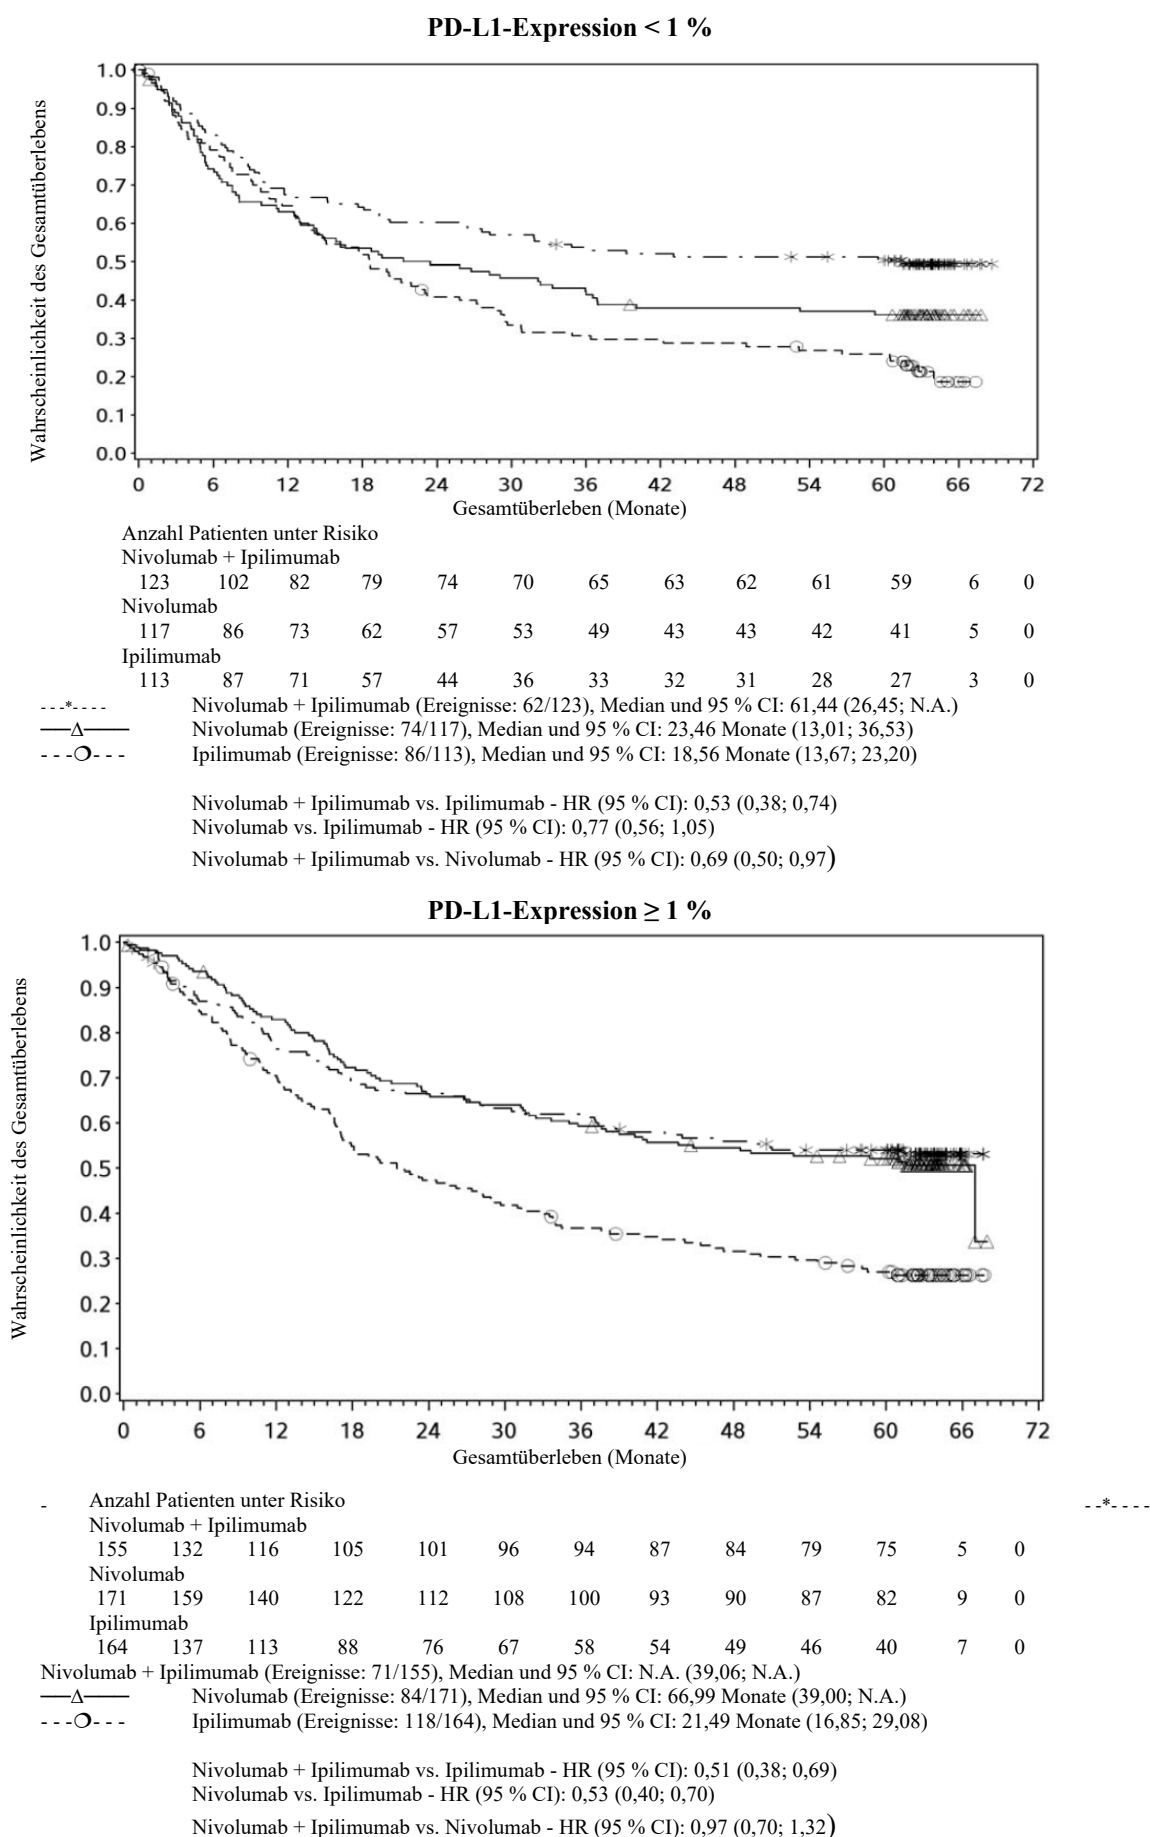 PD-L1-Expression < 1 %
Wahrscheinlichkeit des Gesamtüberlebens
1.0
0.9
0.8
0.7
0.6
0.5
0.4
0.3
0.2
0.1
0.0
0 6 12 18 24 30 36 42 48 54 60 66 72
Gesamtüberleben (Monate)
Anzahl Patienten unter Risiko
Nivolumab + Ipilimumab
123 102 82 79 74 70 65 63 62 61 59 6 0
Nivolumab
117 86 73 62 57 53 49 43 43 42 41 5 0
Ipilimumab
113 87 71 57 44 36 33 32 31 28 27 3 0
- - -*- - - - Nivolumab + Ipilimumab (Ereignisse: 62/123), Median und 95 % CI: 61,44 (26,45; N.A.)
——Δ—— Nivolumab (Ereignisse: 74/117), Median und 95 % CI: 23,46 Monate (13,01; 36,53)
- - -❍- - - Ipilimumab (Ereignisse: 86/113), Median und 95 % CI: 18,56 Monate (13,67; 23,20)
Nivolumab + Ipilimumab vs. Ipilimumab - HR (95 % CI): 0,53 (0,38; 0,74)
Nivolumab vs. Ipilimumab - HR (95 % CI): 0,77 (0,56; 1,05)
Nivolumab + Ipilimumab vs. Nivolumab - HR (95 % CI): 0,69 (0,50; 0,97)
PD-L1-Expression ≥ 1 %
Wahrscheinlichkeit des Gesamtüberlebens
1.0
0.9
0.8
0.7
0.6
0.5
0.4
0.3
0.2
0.1
0.0
0 6 12 18 24 30 36 42 48 54 60 66 72
Gesamtüberleben (Monate)
- Anzahl Patienten unter Risiko - -*- - - -
Nivolumab + Ipilimumab
155 132 116 105 101 96 94 87 84 79 75 5 0
Nivolumab
171 159 140 122 112 108 100 93 90 87 82 9 0
Ipilimumab
164 137 113 88 76 67 58 54 49 46 40 7 0
Nivolumab + Ipilimumab (Ereignisse: 71/155), Median und 95 % CI: N.A. (39,06; N.A.)
——Δ—— Nivolumab (Ereignisse: 84/171), Median und 95 % CI: 66,99 Monate (39,00; N.A.)
- - -❍- - - Ipilimumab (Ereignisse: 118/164), Median und 95 % CI: 21,49 Monate (16,85; 29,08)
Nivolumab + Ipilimumab vs. Ipilimumab - HR (95 % CI): 0,51 (0,38; 0,69)
Nivolumab vs. Ipilimumab - HR (95 % CI): 0,53 (0,40; 0,70)
Nivolumab + Ipilimumab vs. Nivolumab - HR (95 % CI): 0,97 (0,70; 1,32)